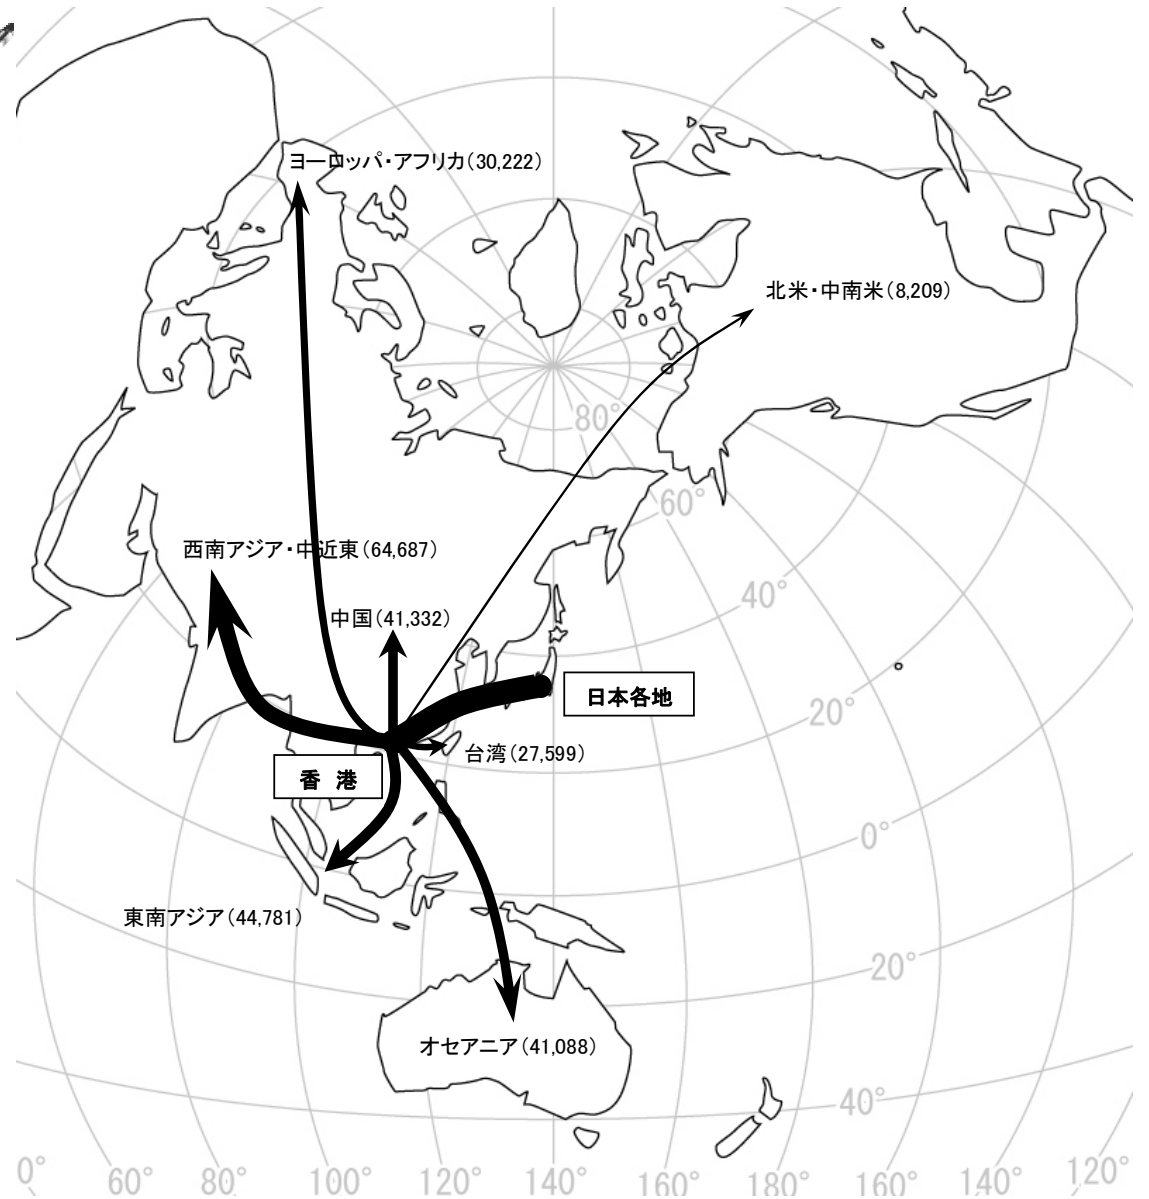 ヨーロッパ・アフリカ(30,222)
北米・中南米(8,209)
80°
60°
西南アジア・中近東(64,687)
40°
中国(41,332)
日本各地
20°
台湾(27,599)
香 港
0°
東南アジア(44,781)
20°
オセアニア(41,088)
40°
0° 60° 80° 100° 120° 140° 160° 180° 160° 140° 120°